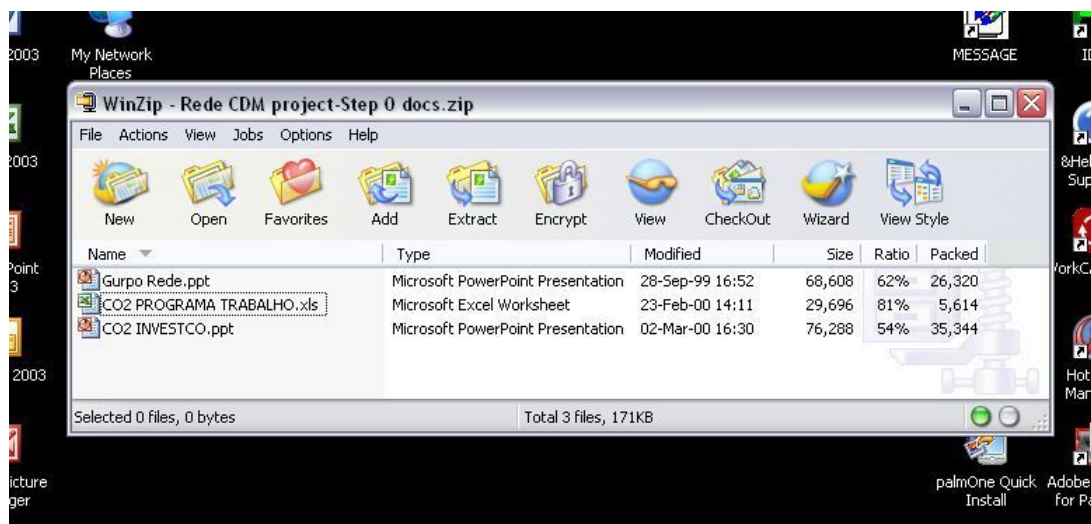 2003
My Network
Places
MESSAGE
WinZip - Rede CDM project-Step 0 docs.zip
File Actions View Jobs Options Help
2003
New Open Favorites Add Extract Encrypt View CheckOut Wizard View Style
Name Type Modified Size Ratio Packed
Gurpo Rede.ppt Microsoft PowerPoint Presentation 28-Sep-99 16:52 68,608 62% 26,320
CO2 PROGRAMA TRABALHO.xls Microsoft Excel Worksheet 23-Feb-00 14:11 29,696 81% 5,614
CO2 INVESTCO.ppt Microsoft PowerPoint Presentation 02-Mar-00 16:30 76,288 54% 35,344
Point
3
2003
Hot
Man
Selected 0 files, 0 bytes Total 3 files, 171KB
icture
ger
palmOne Quick
Install
Adobe
for Pa